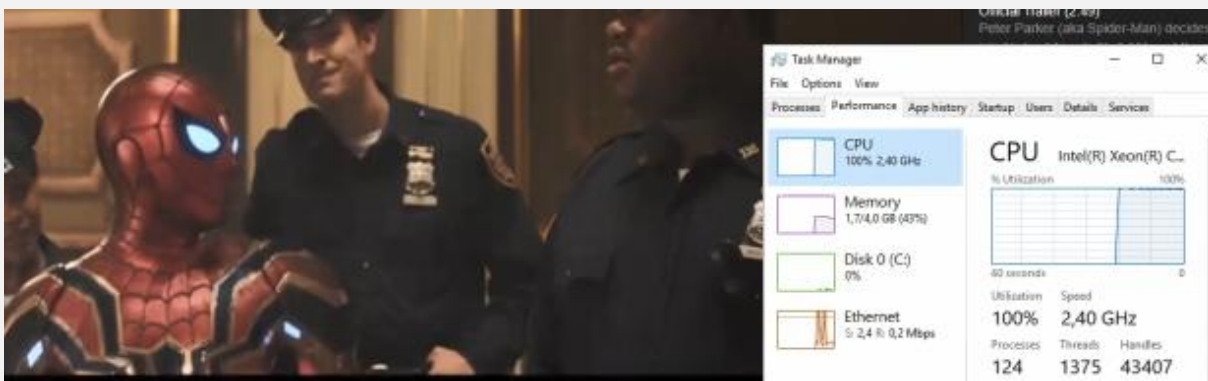 Official Trailer (2:49)
Peter Parker (aka Spider-Man) decides
Task Manager
File Options View
Processes Performance App history Startup Users Details Services
CPU
100% 2,40 GHz
Memory
1,7/4,0 GB (43%)
Disk 0 (C:)
0%
Ethernet
S: 2,4 R: 0,2 Mbps
CPU Intel(R) Xeon(R) C...
% Utilization 100%
60 seconds 0
Utilization Speed
100% 2,40 GHz
Processes Threads Handles
124 1375 43407